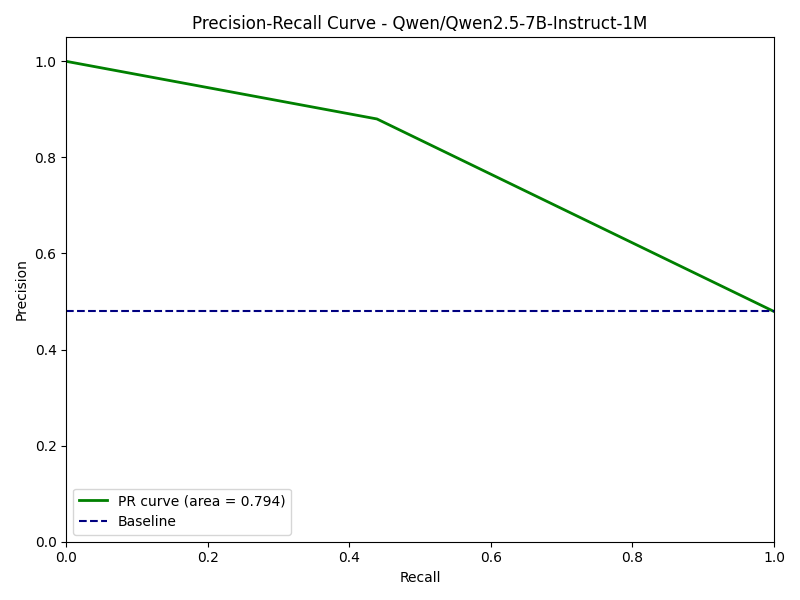 Precision-Recall Curve - Qwen/Qwen2.5-7B-Instruct-1M
1.0
0.8
0.6
0.4
0.2
0.0
Precision
PR curve (area = 0.794)
Baseline
0.0 0.2 0.4 0.6 0.8 1.0
Recall